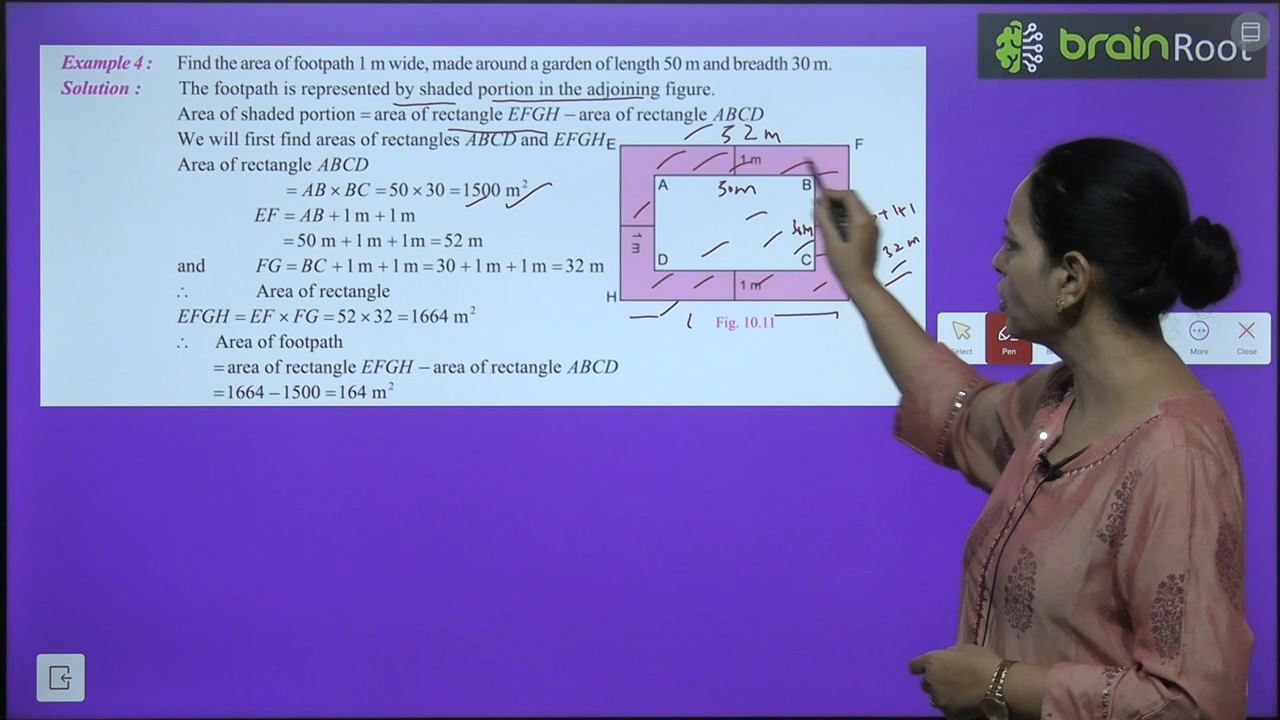 brainRoot
Example 4 : Find the area of footpath 1 m wide, made around a garden of length 50 m and breadth 30 m.
Solution : The footpath is represented by shaded portion in the adjoining figure.
Area of shaded portion = area of rectangle EFGH − area of rectangle ABCD
We will first find areas of rectangles ABCD and EFGH
Area of rectangle ABCD
= AB × BC = 50 × 30 = 1500 m²
EF = AB + 1 m + 1 m
= 50 m + 1 m + 1m = 52 m
and FG = BC + 1 m + 1 m = 30 + 1 m + 1 m = 32 m
∴ Area of rectangle
EFGH = EF × FG = 52 × 32 = 1664 m²
∴ Area of footpath
= area of rectangle EFGH − area of rectangle ABCD
= 1664 − 1500 = 164 m²
52 m
E F
1m
A B
50m
1 m
D C
+1+1
32 m
H 1 m
Fig. 10.11
Select Pen More Close